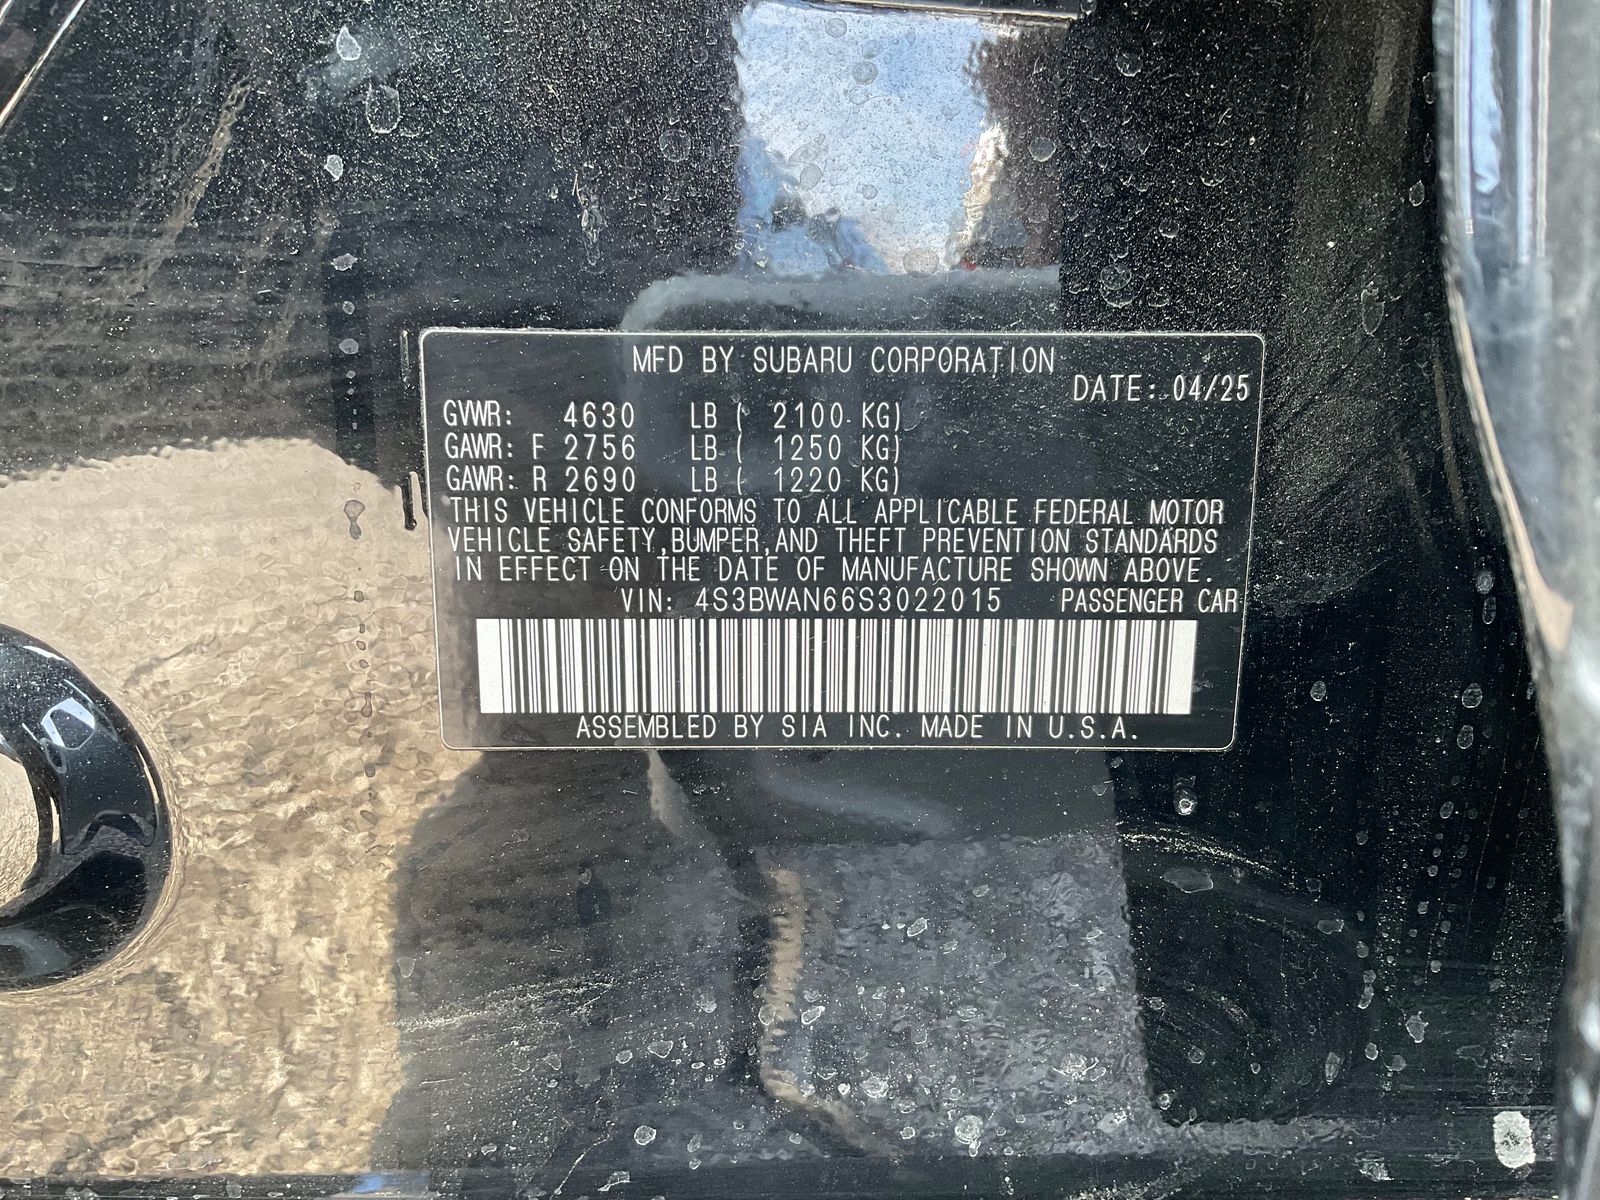 MFD BY SUBARU CORPORATION
DATE: 04/25
GVWR: 4630 LB ( 2100 KG)
GAWR: F 2756 LB ( 1250 KG)
GAWR: R 2690 LB ( 1220 KG)
THIS VEHICLE CONFORMS TO ALL APPLICABLE FEDERAL MOTOR
VEHICLE SAFETY,BUMPER,AND THEFT PREVENTION STANDARDS
IN EFFECT ON THE DATE OF MANUFACTURE SHOWN ABOVE.
VIN: 4S3BWAN66S3022015 PASSENGER CAR
ASSEMBLED BY SIA INC. MADE IN U.S.A.